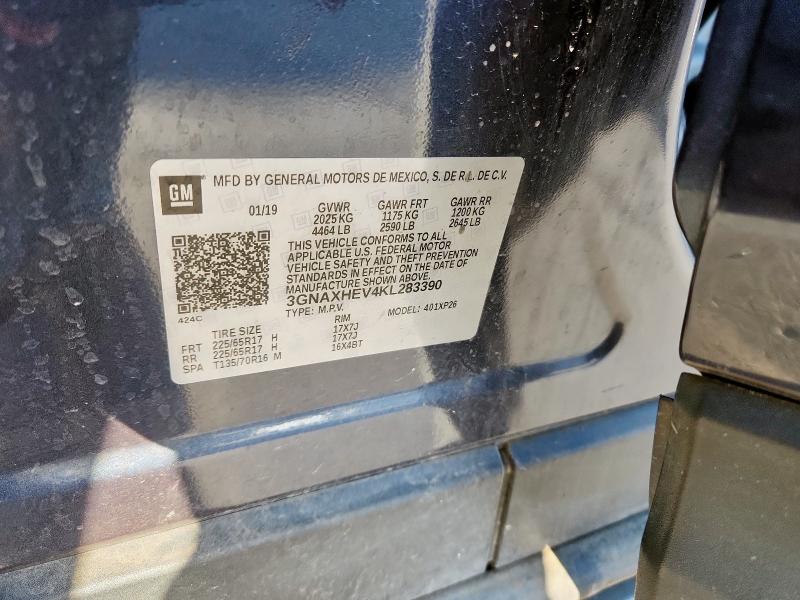 GM
MFD BY GENERAL MOTORS DE MEXICO, S. DE R.L. DE C.V.
01/19 GVWR GAWR FRT GAWR RR
2025 KG 1175 KG 1200 KG
4464 LB 2590 LB 2645 LB
THIS VEHICLE CONFORMS TO ALL
APPLICABLE U.S. FEDERAL MOTOR
VEHICLE SAFETY AND THEFT PREVENTION
STANDARDS IN EFFECT ON THE DATE OF
MANUFACTURE SHOWN ABOVE.
3GNAXHEV4KL283390
TYPE: M.P.V. MODEL: 401XP26
424C
TIRE SIZE RIM
FRT 225/65R17 H 17X7J
RR 225/65R17 H 17X7J
SPA T135/70R16 M 16X4BT